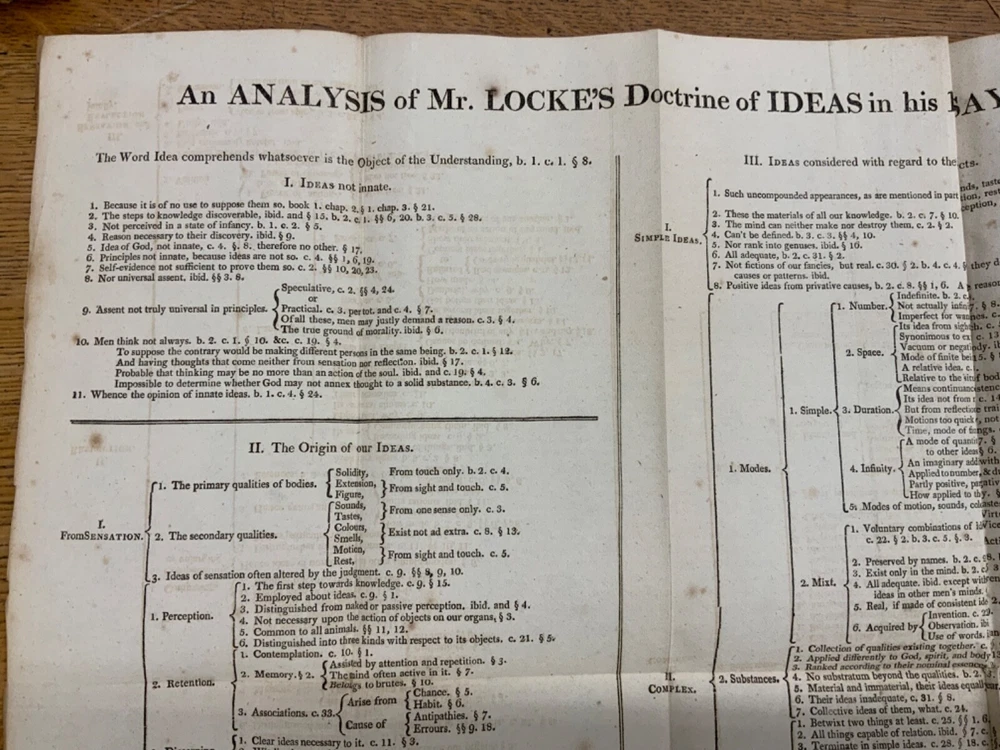 An ANALYSIS of Mr. LOCKE'S Doctrine of IDEAS in his
The Word Idea comprehends whatsoever is the Object of the Understanding, b. 1. c. 1. § 8.
I. IDEAS not innate.
1. Because it is of no use to suppose them so. book 1. chap. 2. § 1. chap. 3. § 21.
2. The steps to knowledge discoverable, ibid. and § 15. b. 2. c. 1. §§ 6, 20. b. 3. c. 5. § 28.
3. Not perceived in a state of infancy. b. 1. c. 2. § 5.
4. Reason necessary to their discovery. ibid. § 9.
5. Idea of God, not innate, c. 4. §. 8. therefore no other. § 17.
6. Principles not innate, because ideas are not so. c. 4. §§ 1, 6, 19.
7. Self-evidence not sufficient to prove them so. c. 2. §§ 10, 20, 23.
8. Nor universal assent. ibid. §§ 3. 8.
9. Assent not truly universal in principles.
Speculative, c. 2. §§ 4, 24.
or
Practical. c. 3. per tot. and c. 4. § 7.
Of all these, men may justly demand a reason. c. 3. § 4.
The true ground of morality. ibid. § 6.
10. Men think not always. b. 2. c. 1. § 10. &c. c. 19. § 4.
To suppose the contrary would be making different persons in the same being. b. 2. c. 1. § 12.
And having thoughts that come neither from sensation nor reflection. ibid. § 17.
Probable that thinking may be no more than an action of the soul. ibid. and c. 19. § 4.
Impossible to determine whether God may not annex thought to a solid substance. b. 4. c. 3. § 6.
11. Whence the opinion of innate ideas. b. 1. c. 4. § 24.
II. The Origin of our IDEAS.
I.
From SENSATION.
1. The primary qualities of bodies.
Solidity, From touch only. b. 2. c. 4.
Extension,
Figure,
From sight and touch. c. 5.
2. The secondary qualities.
Sounds,
Tastes,
From one sense only. c. 3.
Colours,
Smells,
Exist not ad extra. c. 8. § 13.
Motion,
Rest,
From sight and touch. c. 5.
3. Ideas of sensation often altered by the judgment. c. 9. §§ 8, 9, 10.
1. Perception.
1. The first step towards knowledge. c. 9. § 15.
2. Employed about ideas. c. 9. § 1.
3. Distinguished from naked or passive perception. ibid. and § 4.
4. Not necessary upon the action of objects on our organs, § 3.
5. Common to all animals. §§ 11, 12.
6. Distinguished into three kinds with respect to its objects. c. 21. § 5.
2. Retention.
1. Contemplation. c. 10. § 1.
2. Memory. § 2.
Assisted by attention and repetition. § 3.
The mind often active in it. § 7.
Belongs to brutes. § 10.
3. Associations. c. 33.
Arise from
Chance. § 5.
Habit. § 6.
Cause of
Antipathies. § 7.
Errours. §§ 9. 18.
1. Clear ideas necessary to it. c. 11. § 3.
III. IDEAS considered with regard to the
I.
SIMPLE IDEAS.
1. Such uncompounded appearances, as are mentioned in part
2. These the materials of all our knowledge. b. 2. c. 7. § 10.
3. The mind can neither make nor destroy them. c. 2. § 2.
4. Can't be defined. b. 3. c. 3. §§ 4, 10.
5. Nor rank into genuses. ibid. § 16.
6. All adequate, b. 2. c. 31. § 2.
7. Not fictions of our fancies, but real. c. 30. § 2. b. 4. c. 4.
causes or patterns. ibid.
8. Positive ideas from privative causes, b. 2. c. 8. §§ 1, 6.
II.
COMPLEX.
1. Modes.
1. Simple.
1. Number.
Indefinite. b. 2. c.
Not actually
Imperfect for
2. Space.
Its idea from
Synonimous to
Vacuum or
Mode of finite
A relative idea. c.
Relative to the
3. Duration.
Means
Its idea not from
But from
Motions too quick,
Time, mode of
4. Infinity.
A mode of
to other ideas
An imaginary
Applied to number,
Partly positive,
How applied to
5. Modes of motion, sounds,
2. Mixt.
1. Voluntary combinations of
c. 22. § 2. b. 3. c. 5. §. 3.
2. Preserved by names. b. 2. c.
3. Exist only in the mind. b. 2. c.
4. All adequate. ibid. except
ideas in other men's minds.
5. Real, if made of consistent
6. Acquired by
Invention. c. 22.
Observation.
Use of words.
2. Substances.
1. Collection of qualities existing together. c.
2. Applied differently to God, spirit, and body
3. Ranked according to their nominal essences
4. No substratum beyond the qualities. b. 2.
5. Material and immaterial, their ideas
6. Their ideas inadequate, c. 31. § 8.
7. Collective ideas of them, what. c. 24.
1. Betwixt two things at least. c. 25. §§ 1. 6.
2. All things capable of relation. ibid. § 7. c.
3. Terminate in simple ideas. c. 28. § 18. c.